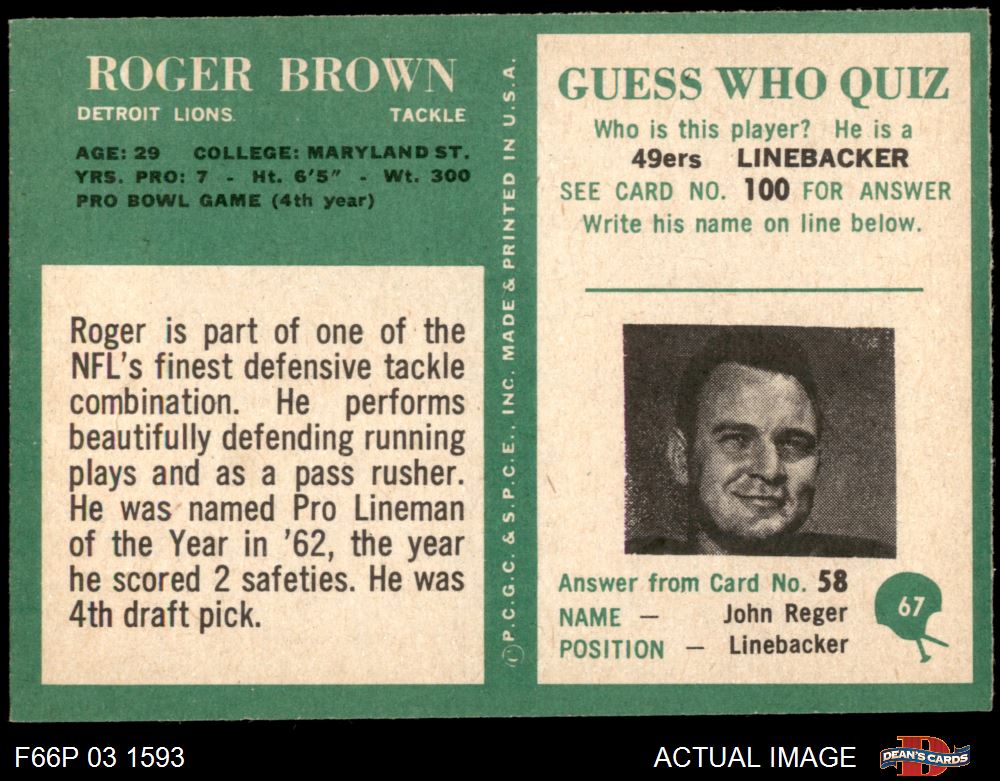 ROGER BROWN
DETROIT LIONS. TACKLE
AGE: 29 COLLEGE: MARYLAND ST.
YRS. PRO: 7 - Ht. 6'5" - Wt. 300
PRO BOWL GAME (4th year)
Roger is part of one of the
NFL's finest defensive tackle
combination. He performs
beautifully defending running
plays and as a pass rusher.
He was named Pro Lineman
of the Year in '62, the year
he scored 2 safeties. He was
4th draft pick.
©P.C.G.C. & S.P.C.E., INC. MADE & PRINTED IN U.S.A.
GUESS WHO QUIZ
Who is this player? He is a
49ers LINEBACKER
SEE CARD NO. 100 FOR ANSWER
Write his name on line below.
Answer from Card No. 58
NAME — John Reger
POSITION — Linebacker
67
F66P 03 1593
ACTUAL IMAGE
D
DEAN'S CARDS